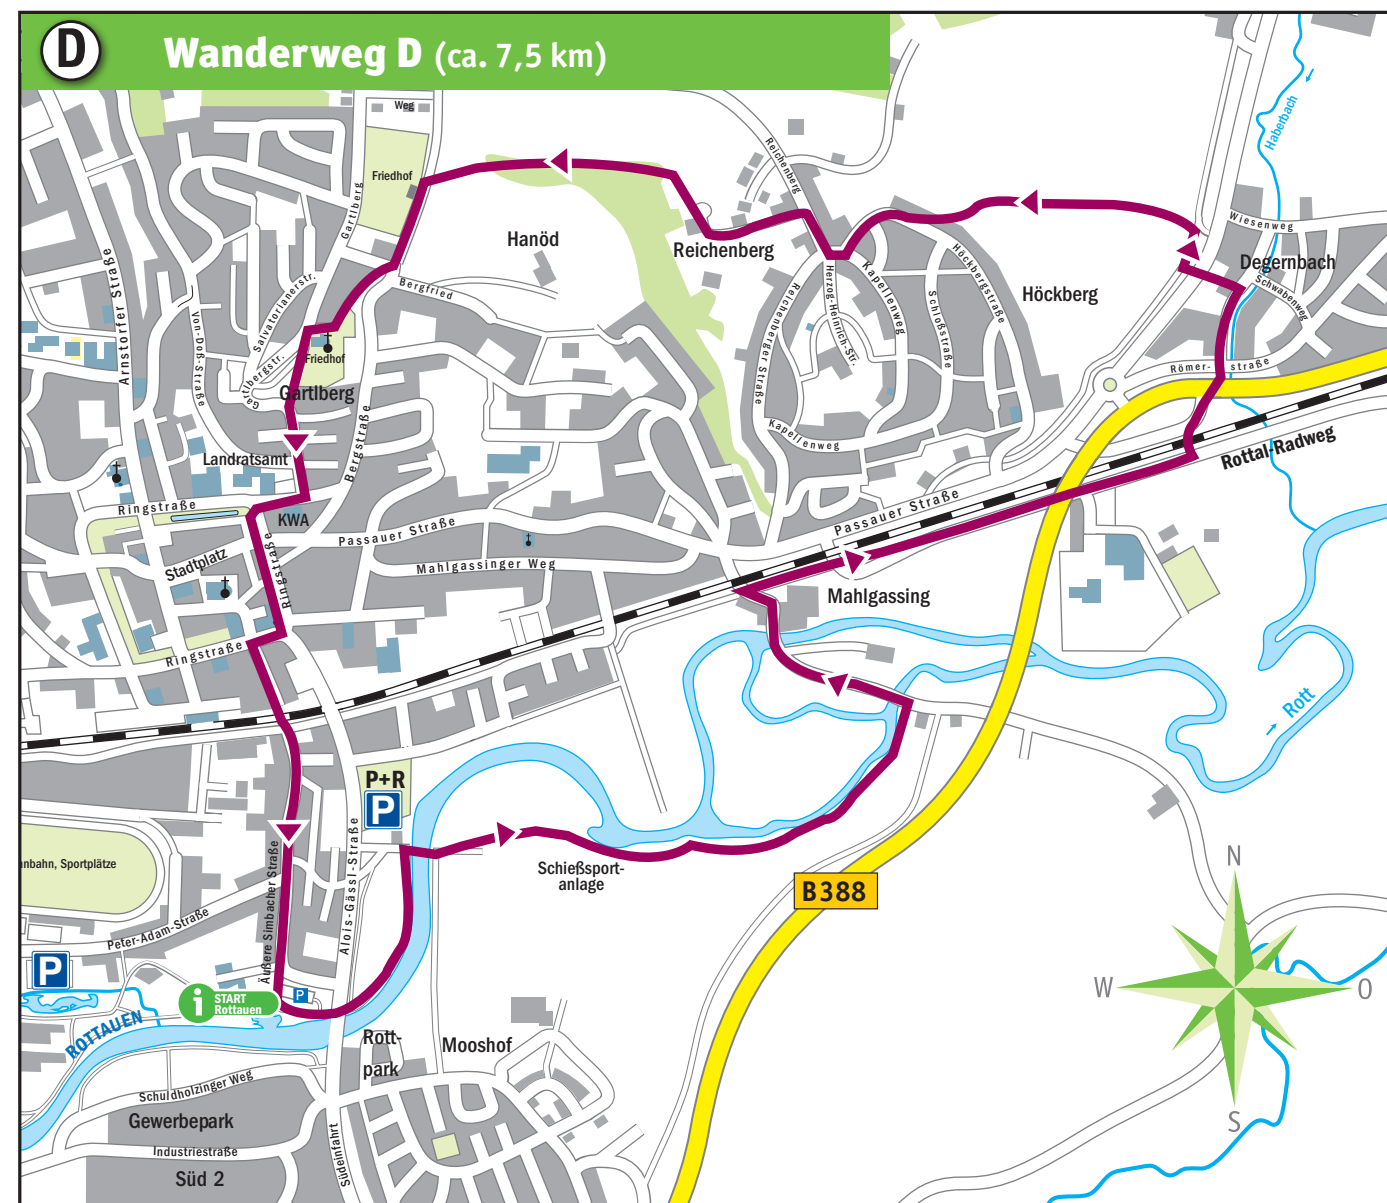 D
Wanderweg D (ca. 7,5 km)
Weg
Friedhof
Gartlberg
Hanöd
Reichenberg
Reichenberg
Haberbach
Wiesenweg
Degernbach
Schwabenweg
Höckberg
Höckbergstraße
Schloßstraße
Kapellenweg
Herzog-Heinrich-Str.
Reichenberger Straße
Kapellenweg
Römer-straße
Rottal-Radweg
Arnstorfer Straße
Von-Doß-Straße
Salvatorianerstr.
Gartlbergstr.
Bergfried
Friedhof
Gartlberg
Bergstraße
Landratsamt
Ringstraße
KWA
Stadtplatz
Ringstraße
Ringstraße
Passauer Straße
Mahlgassinger Weg
Passauer Straße
Mahlgassing
Rott
P+R
P
Schießsport-
anlage
B388
nnbahn, Sportplätze
Peter-Adam-Straße
Äußere Simbacher Straße
Alois-Gässl-Straße
P
P
i
START
Rottauen
ROTTAUEN
Rott-
park
Mooshof
Schuldholzinger Weg
Gewerbepark
Industriestraße
Süd 2
Südeinfahrt
N
W
O
S